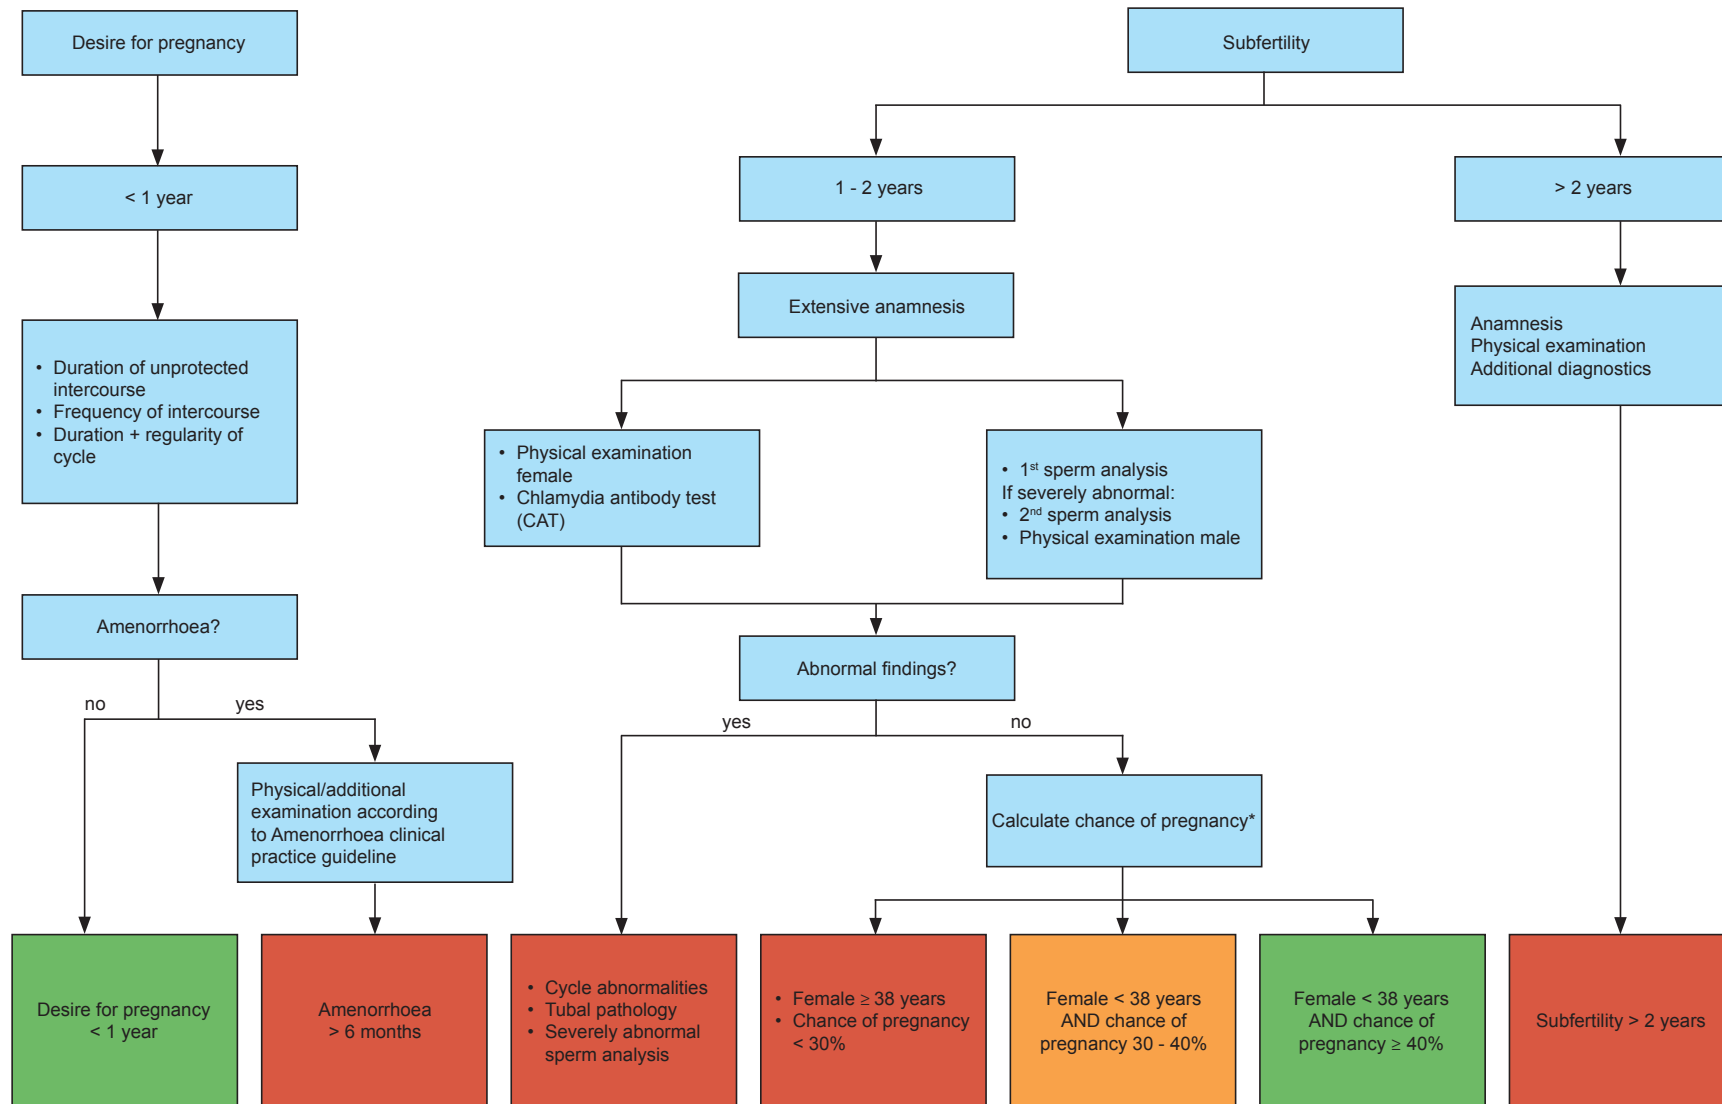 Desire for pregnancy
< 1 year
• Duration of unprotected
intercourse
• Frequency of intercourse
• Duration + regularity of
cycle
Amenorrhoea?
no
yes
Physical/additional
examination according
to Amenorrhoea clinical
practice guideline
Desire for pregnancy
< 1 year
Amenorrhoea
> 6 months
Subfertility
1 - 2 years
Extensive anamnesis
• Physical examination
female
• Chlamydia antibody test
(CAT)
• 1st sperm analysis
If severely abnormal:
• 2nd sperm analysis
• Physical examination male
Abnormal findings?
yes
no
Calculate chance of pregnancy*
• Cycle abnormalities
• Tubal pathology
• Severely abnormal
sperm analysis
• Female ≥ 38 years
• Chance of pregnancy
< 30%
Female < 38 years
AND chance of
pregnancy 30 - 40%
Female < 38 years
AND chance of
pregnancy ≥ 40%
> 2 years
Anamnesis
Physical examination
Additional diagnostics
Subfertility > 2 years